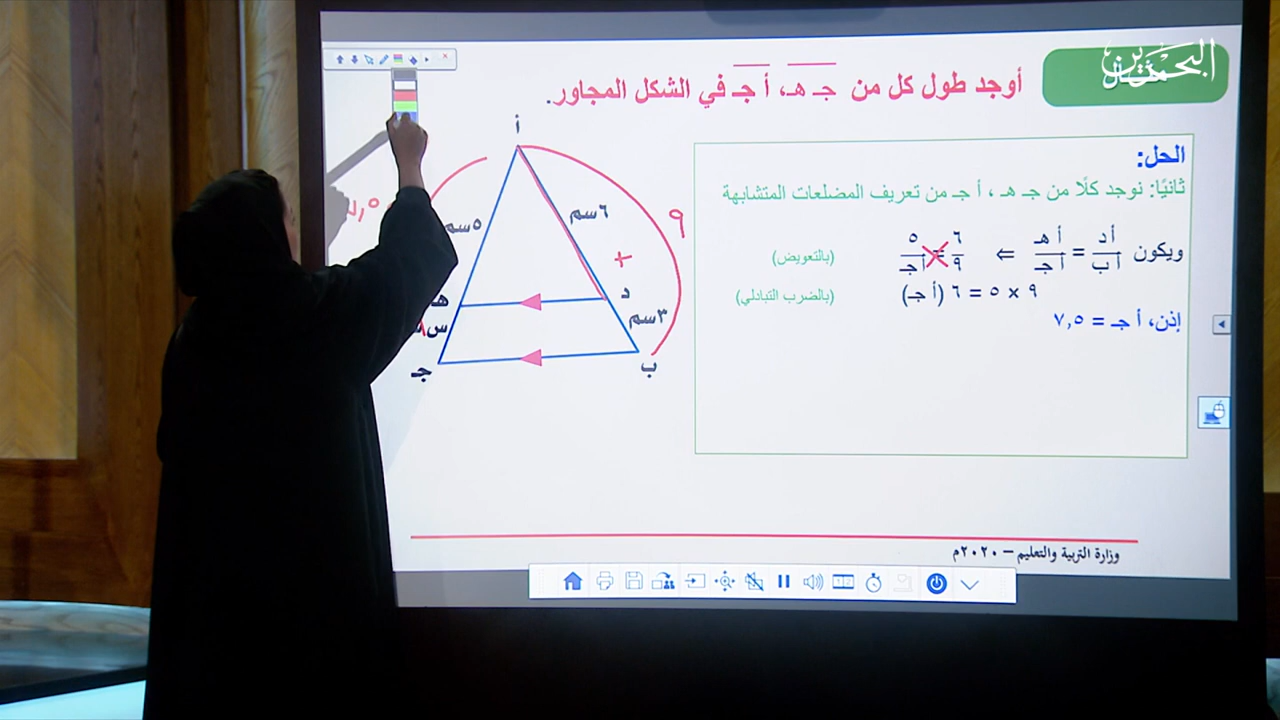 البحرين
أوجد طول كل من جـ هـ، أ جـ في الشكل المجاور.
الحل:
ثانيًا: نوجد كلًا من جـ هـ ، أ جـ من تعريف المضلعات المتشابهة
ويكون أد/أب = أهـ/أجـ ⇐ ٦/٩ = ٥/أجـ (بالتعويض)
٩ × ٥ = ٦ (أ جـ) (بالضرب التبادلي)
إذن، أ جـ = ٧,٥
أ
٦سم
٥سم
٩
+
د
٣سم
ب
جـ
وزارة التربية والتعليم – ٢٠٢٠م